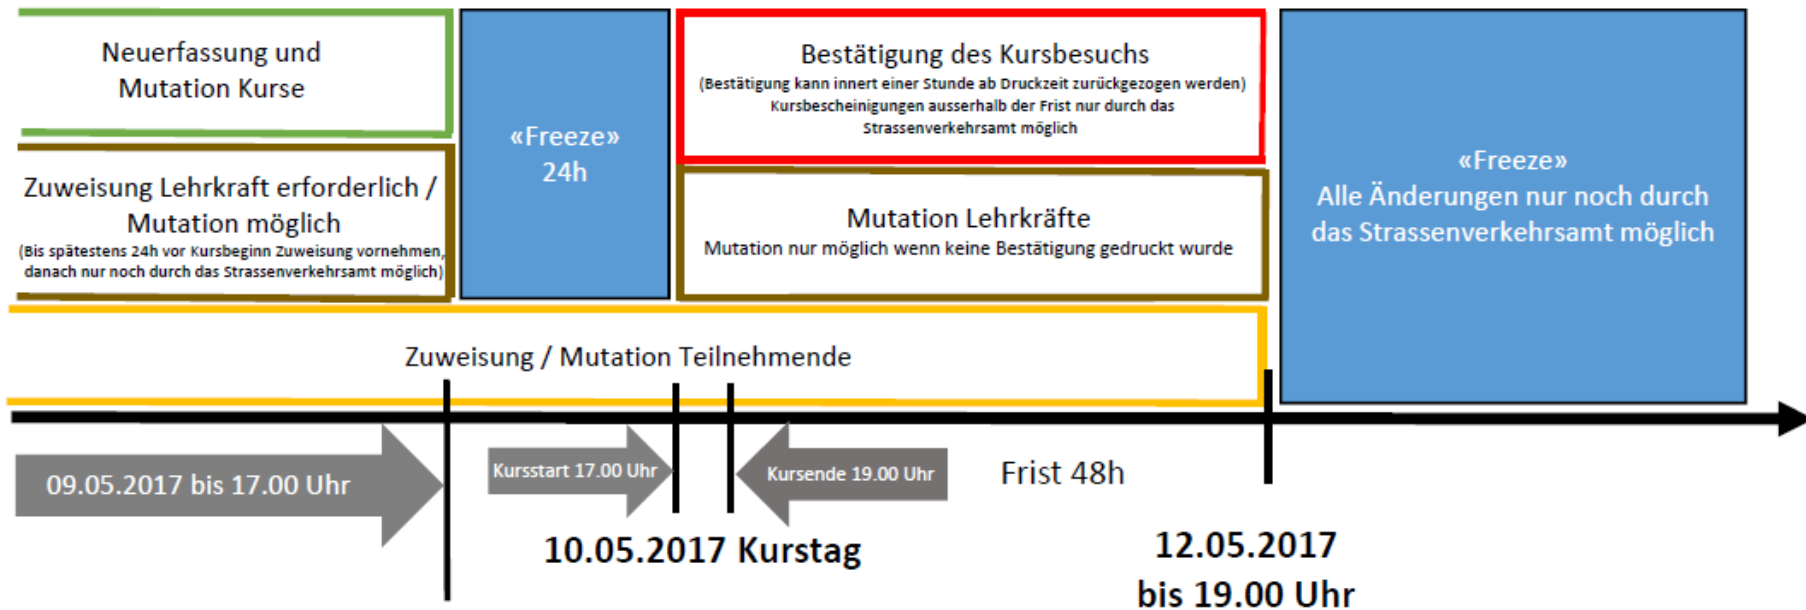 Neuerfassung und
Mutation Kurse
Zuweisung Lehrkraft erforderlich /
Mutation möglich
(Bis spätestens 24h vor Kursbeginn Zuweisung vornehmen,
danach nur noch durch das Strassenverkehrsamt möglich)
«Freeze»
24h
Bestätigung des Kursbesuchs
(Bestätigung kann innert einer Stunde ab Druckzeit zurückgezogen werden)
Kursbescheinigungen ausserhalb der Frist nur durch das
Strassenverkehrsamt möglich
Mutation Lehrkräfte
Mutation nur möglich wenn keine Bestätigung gedruckt wurde
«Freeze»
Alle Änderungen nur noch durch
das Strassenverkehrsamt möglich
Zuweisung / Mutation Teilnehmende
09.05.2017 bis 17.00 Uhr
Kursstart 17.00 Uhr
Kursende 19.00 Uhr
Frist 48h
10.05.2017 Kurstag
12.05.2017
bis 19.00 Uhr